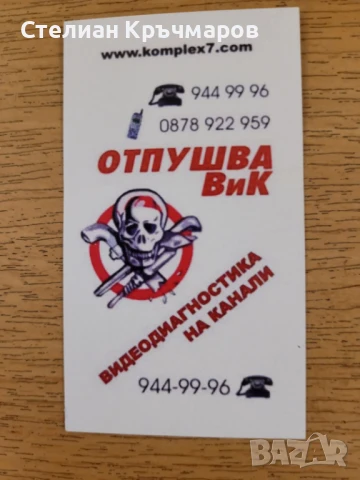 Стелиан Кръчмаров
www.komplex7.com
944 99 96
0878 922 959
ОТПУШВА
ВиК
ВИДЕОДИАГНОСТИКА
НА КАНАЛИ
944-99-96
BAZAR